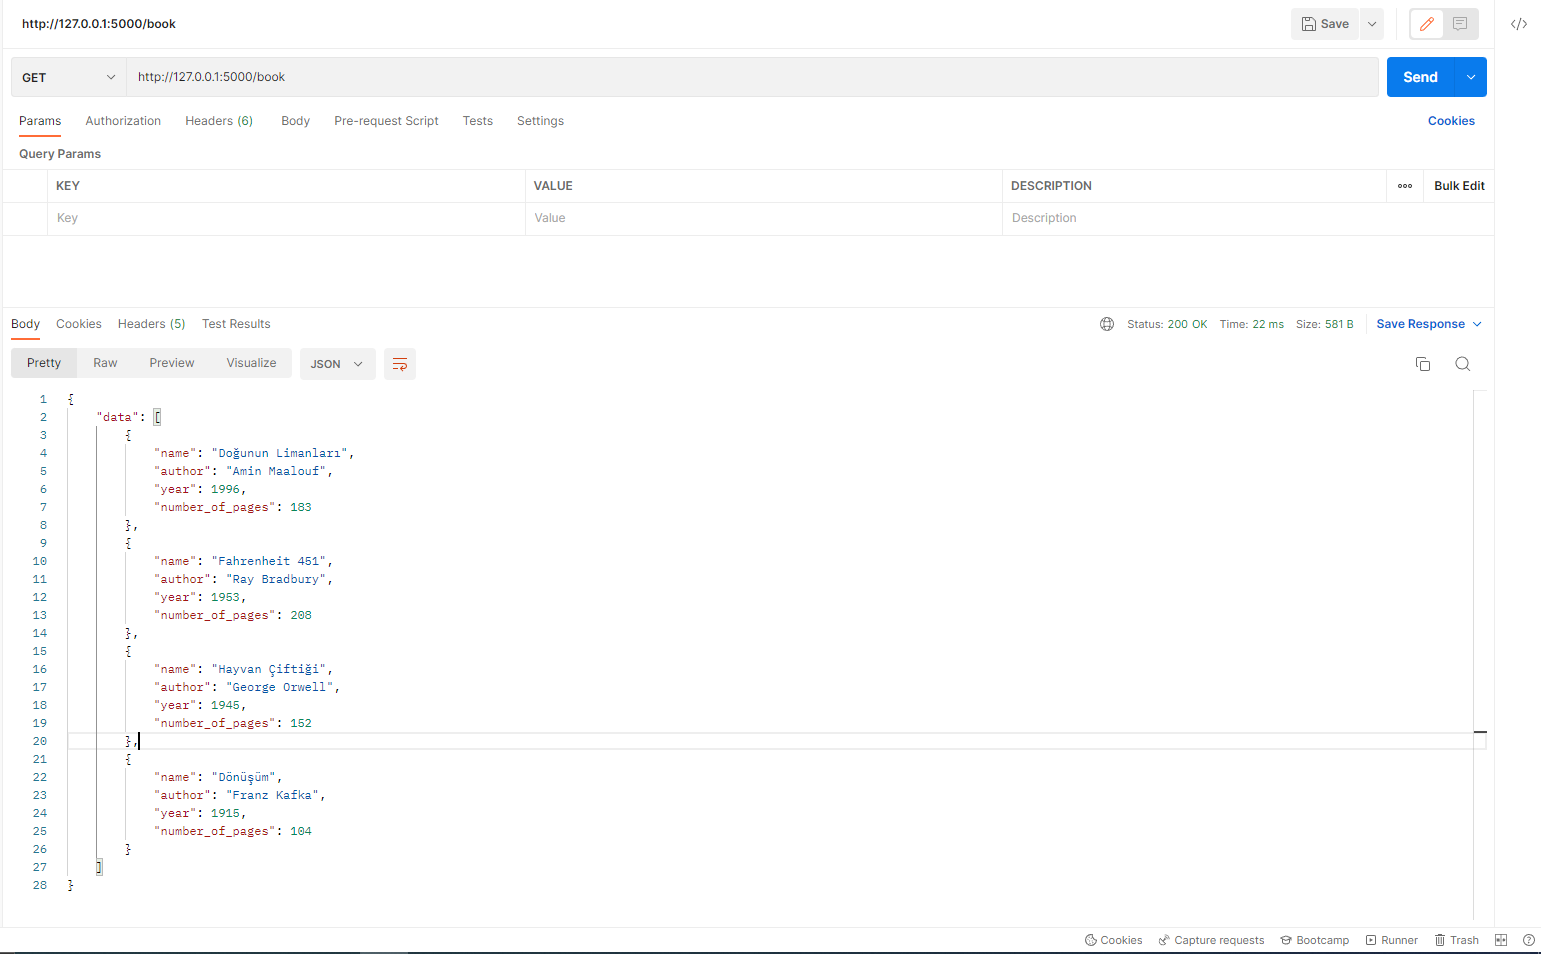 http://127.0.0.1:5000/book
Save
GET
http://127.0.0.1:5000/book
Send
Params Authorization Headers (6) Body Pre-request Script Tests Settings Cookies
Query Params
KEY VALUE DESCRIPTION Bulk Edit
Key Value Description
Body Cookies Headers (5) Test Results Status: 200 OK Time: 22 ms Size: 581 B Save Response
Pretty Raw Preview Visualize JSON
1 {
2 "data": [
3 {
4 "name": "Doğunun Limanları",
5 "author": "Amin Maalouf",
6 "year": 1996,
7 "number_of_pages": 183
8 },
9 {
10 "name": "Fahrenheit 451",
11 "author": "Ray Bradbury",
12 "year": 1953,
13 "number_of_pages": 208
14 },
15 {
16 "name": "Hayvan Çiftiği",
17 "author": "George Orwell",
18 "year": 1945,
19 "number_of_pages": 152
20 },
21 {
22 "name": "Dönüşüm",
23 "author": "Franz Kafka",
24 "year": 1915,
25 "number_of_pages": 104
26 }
27 ]
28 }
Cookies Capture requests Bootcamp Runner Trash